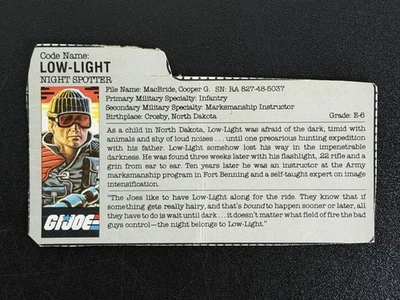 Code Name:
LOW-LIGHT
NIGHT SPOTTER
File Name: MacBride, Cooper G. SN: RA 827-48-5037
Primary Military Specialty: Infantry
Secondary Military Specialty: Marksmanship Instructor
Birthplace: Crosby, North Dakota Grade: E-6
As a child in North Dakota, Low-Light was afraid of the dark, timid with
animals and shy of loud noises . . . until one precarious hunting expedition
with his father. Low-Light somehow lost his way in the impenetrable
darkness. He was found three weeks later with his flashlight, .22 rifle and a
grin from ear to ear. Ten years later he was an instructor at the Army
marksmanship program in Fort Benning and a self-taught expert on image
intensification.
"The Joes like to have Low-Light along for the ride. They know that if
something gets really hairy, and that's bound to happen sooner or later, all
they have to do is wait until dark . . . it doesn't matter what field of fire the bad
guys control—the night belongs to Low-Light."
G.I. JOE